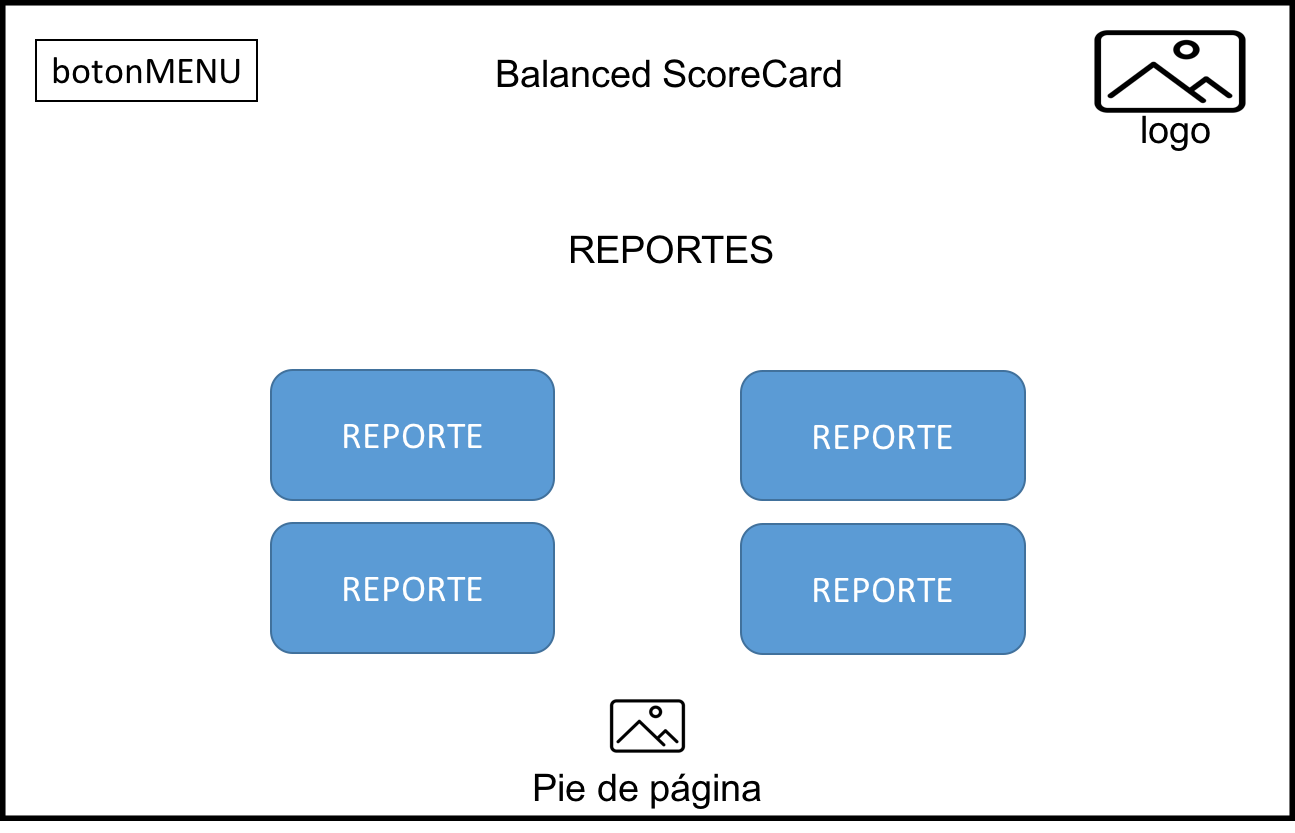 botonMENU
Balanced ScoreCard
logo
REPORTES
REPORTE
REPORTE
REPORTE
REPORTE
Pie de página